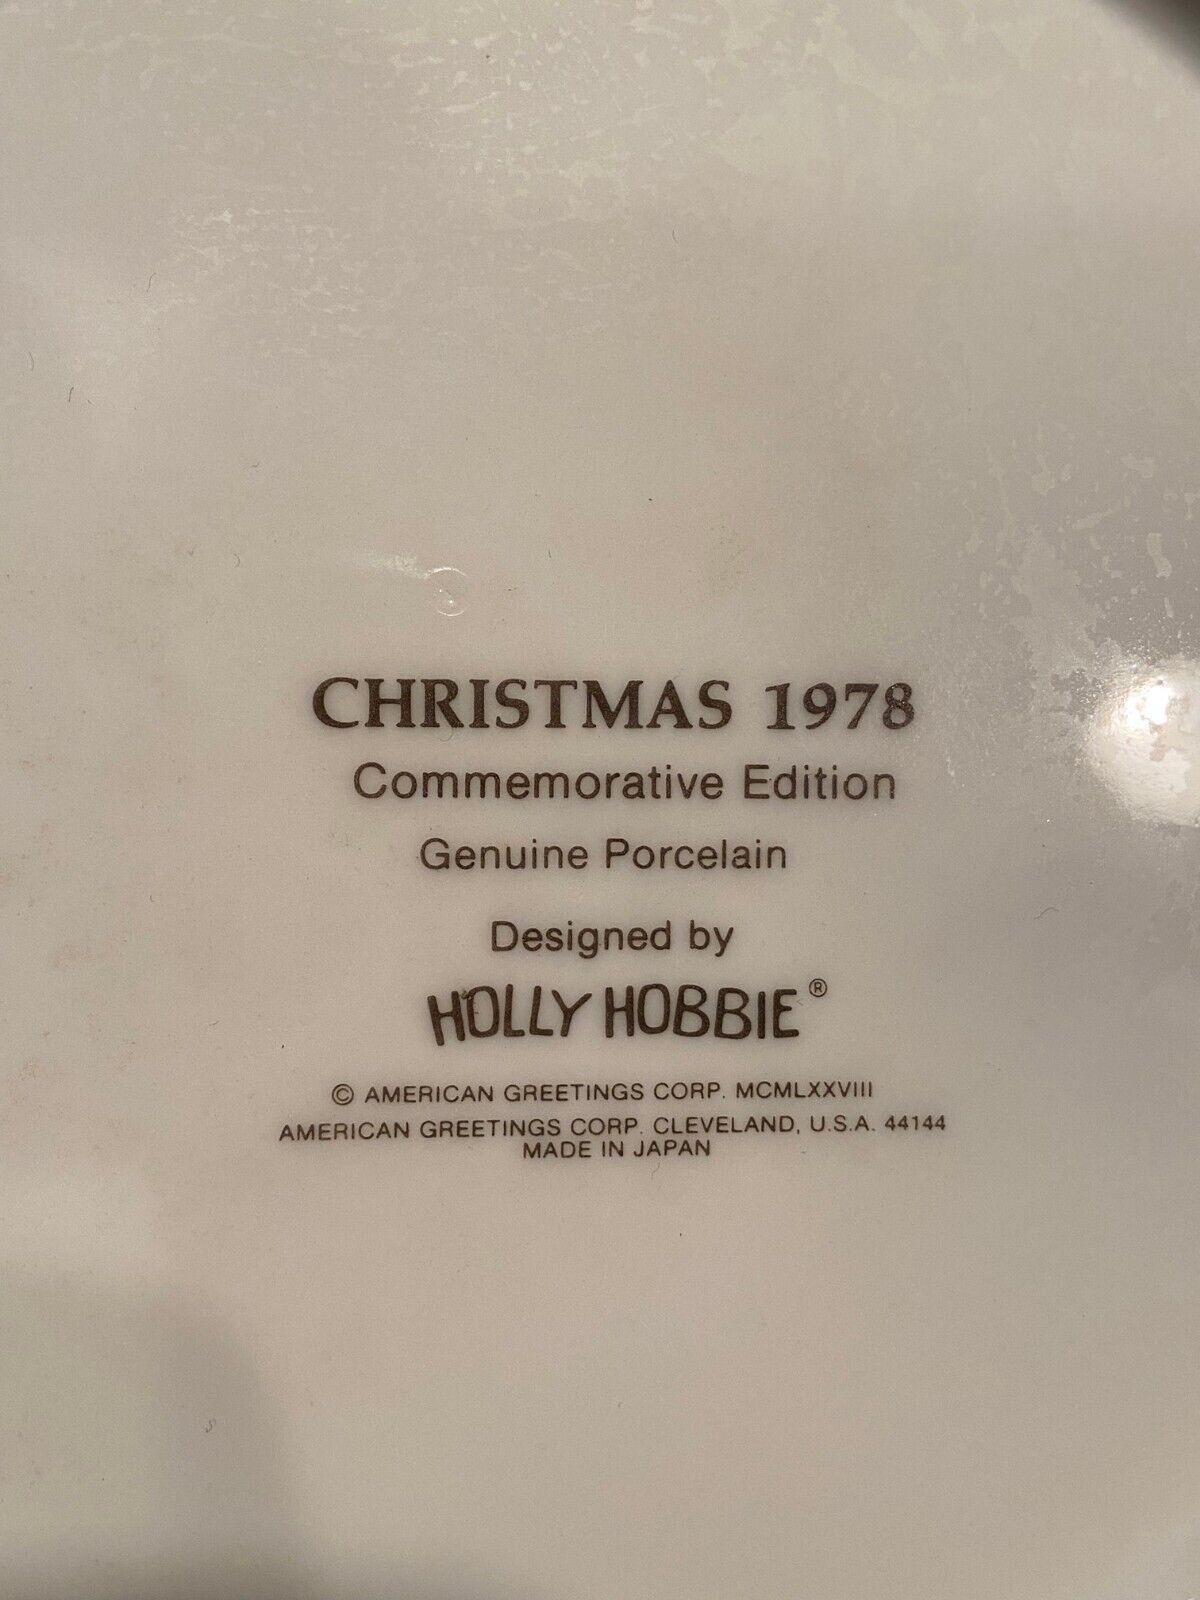 CHRISTMAS 1978
Commemorative Edition
Genuine Porcelain
Designed by
HOLLY HOBBIE®
© AMERICAN GREETINGS CORP. MCMLXXVIII
AMERICAN GREETINGS CORP. CLEVELAND, U.S.A. 44144
MADE IN JAPAN